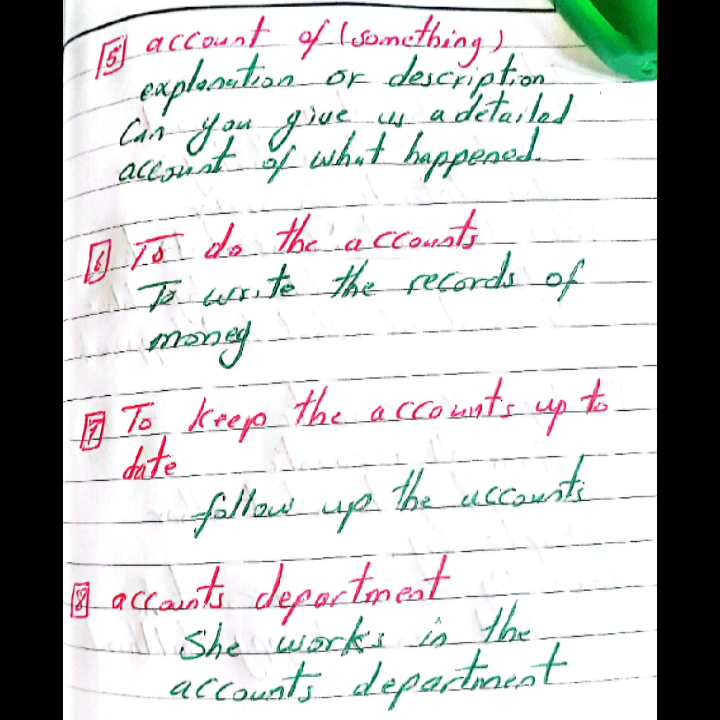 5 account of (something)
explanation or description
Can you give us a detailed
account of what happened.
6 To do the accounts
To write the records of
money
7 To keep the accounts up to
date
follow up the accounts
8 accounts department
She works in the
accounts department